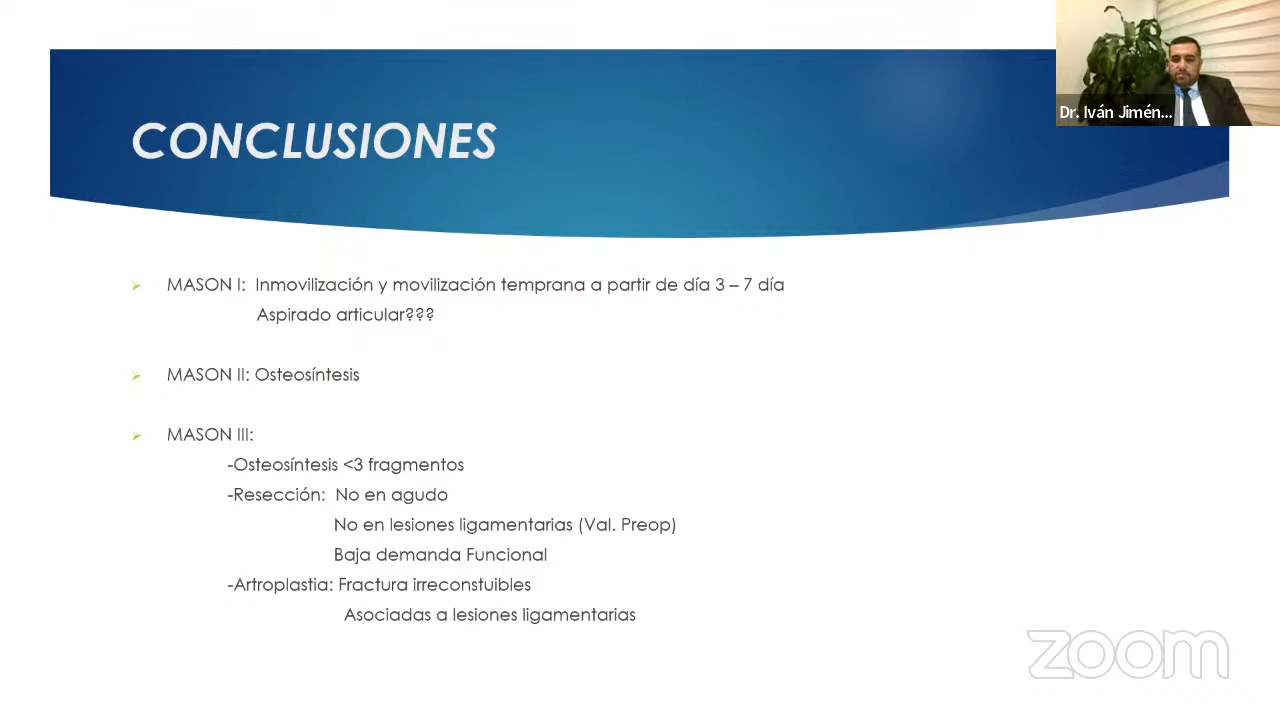 Dr. Iván Jimén...
CONCLUSIONES
MASON I: Inmovilización y movilización temprana a partir de día 3 – 7 día
Aspirado articular???
MASON II: Osteosíntesis
MASON III:
-Osteosíntesis <3 fragmentos
-Resección: No en agudo
No en lesiones ligamentarias (Val. Preop)
Baja demanda Funcional
-Artroplastia: Fractura irreconstuibles
Asociadas a lesiones ligamentarias
zoom